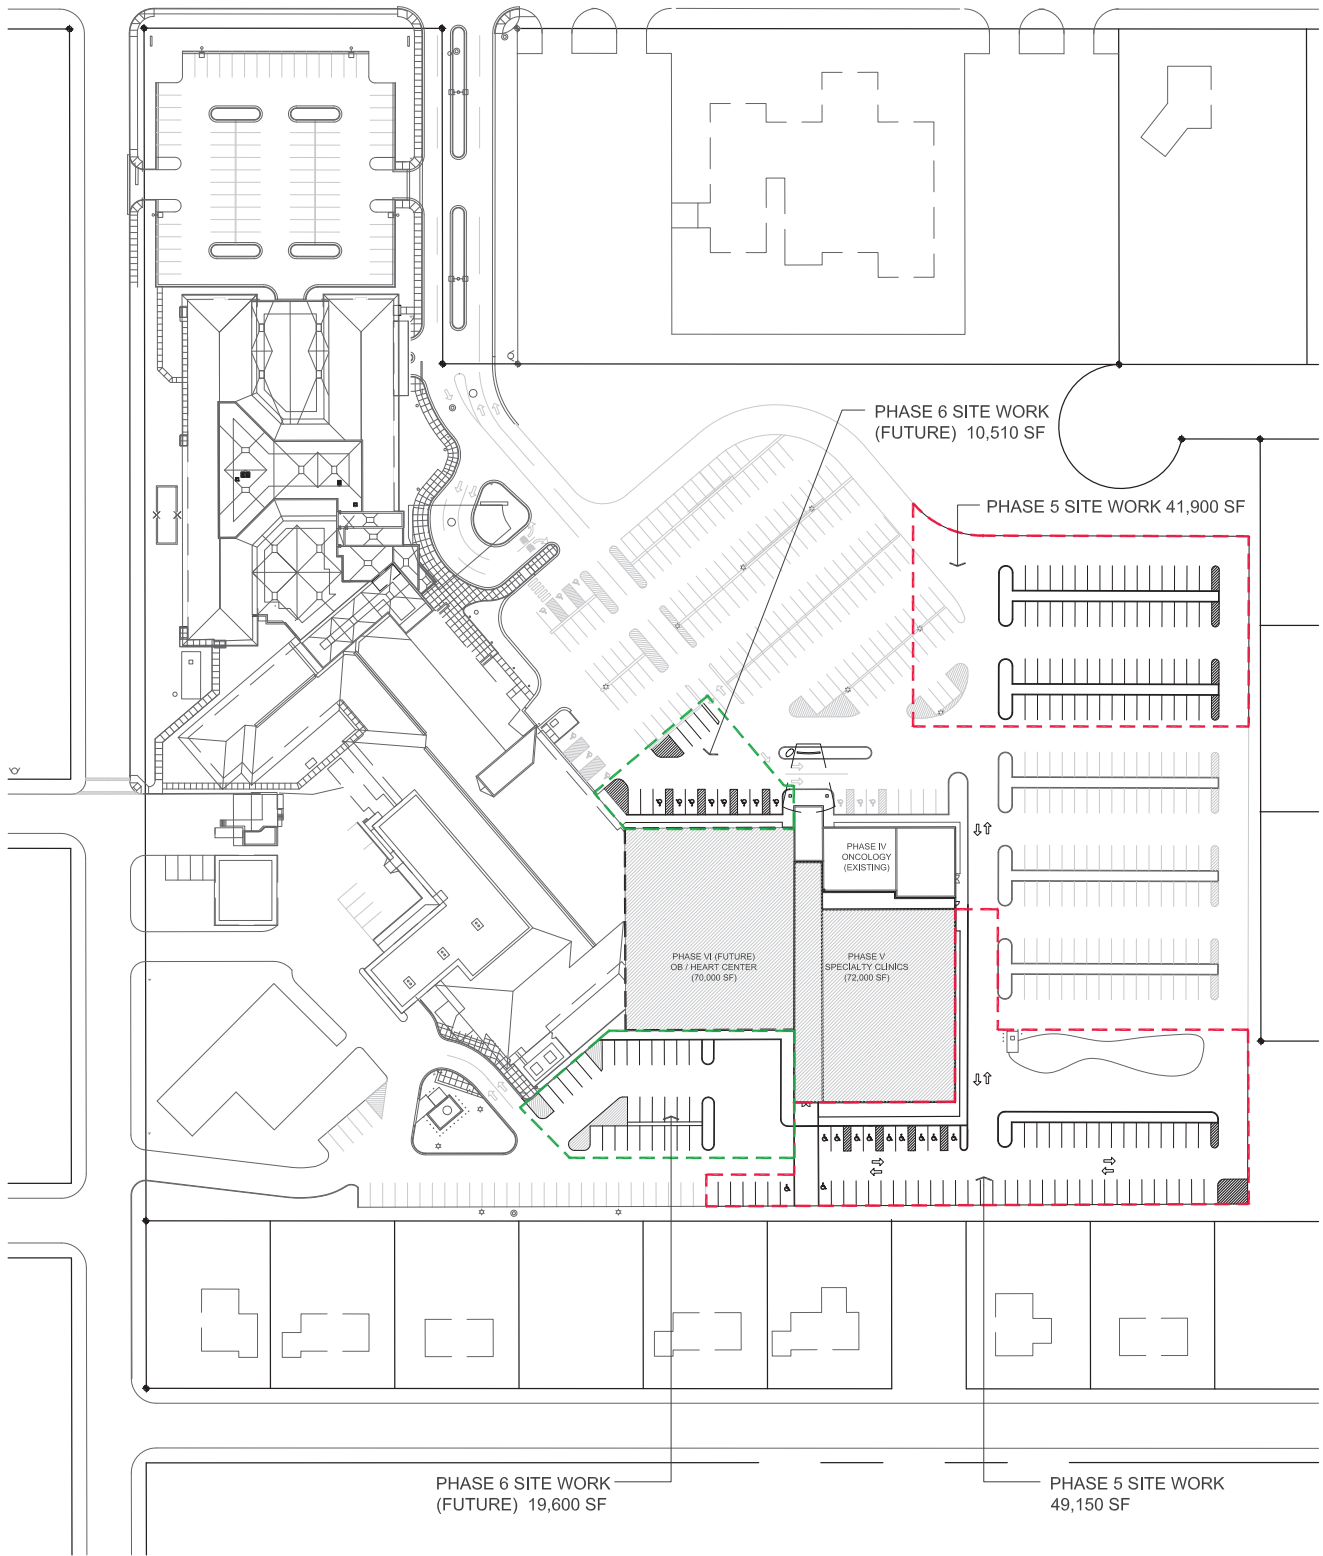 PHASE 6 SITE WORK
(FUTURE) 10,510 SF
PHASE 5 SITE WORK 41,900 SF
PHASE IV
ONCOLOGY
(EXISTING)
PHASE VI (FUTURE)
OB / HEART CENTER
(70,000 SF)
PHASE V
SPECIALTY CLINICS
(72,000 SF)
PHASE 6 SITE WORK
(FUTURE) 19,600 SF
PHASE 5 SITE WORK
49,150 SF